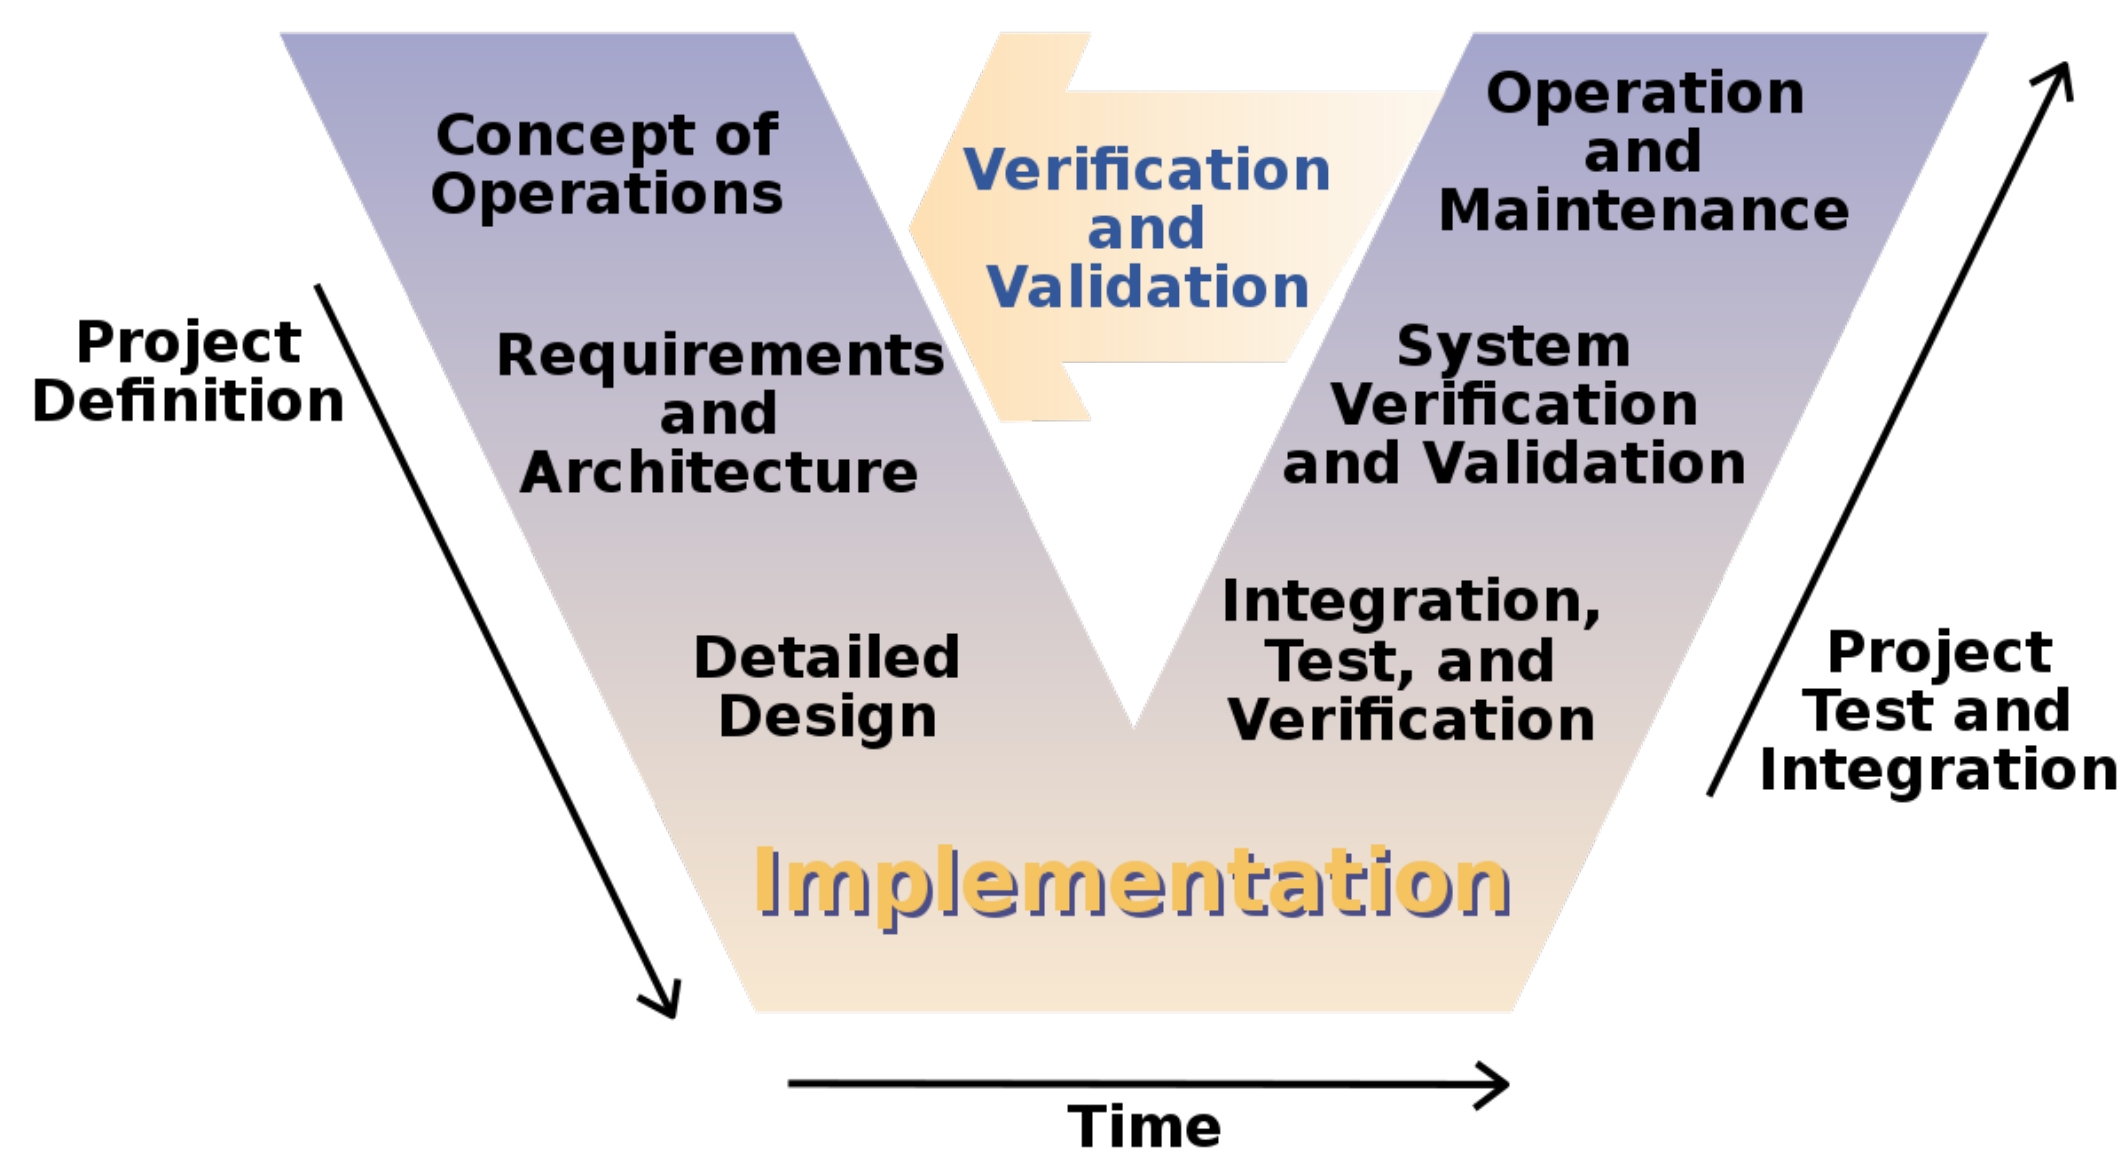 Concept of
Operations
Verification
and
Validation
Operation
and
Maintenance
Project
Definition
Requirements
and
Architecture
System
Verification
and Validation
Detailed
Design
Integration,
Test, and
Verification
Project
Test and
Integration
Implementation
Time